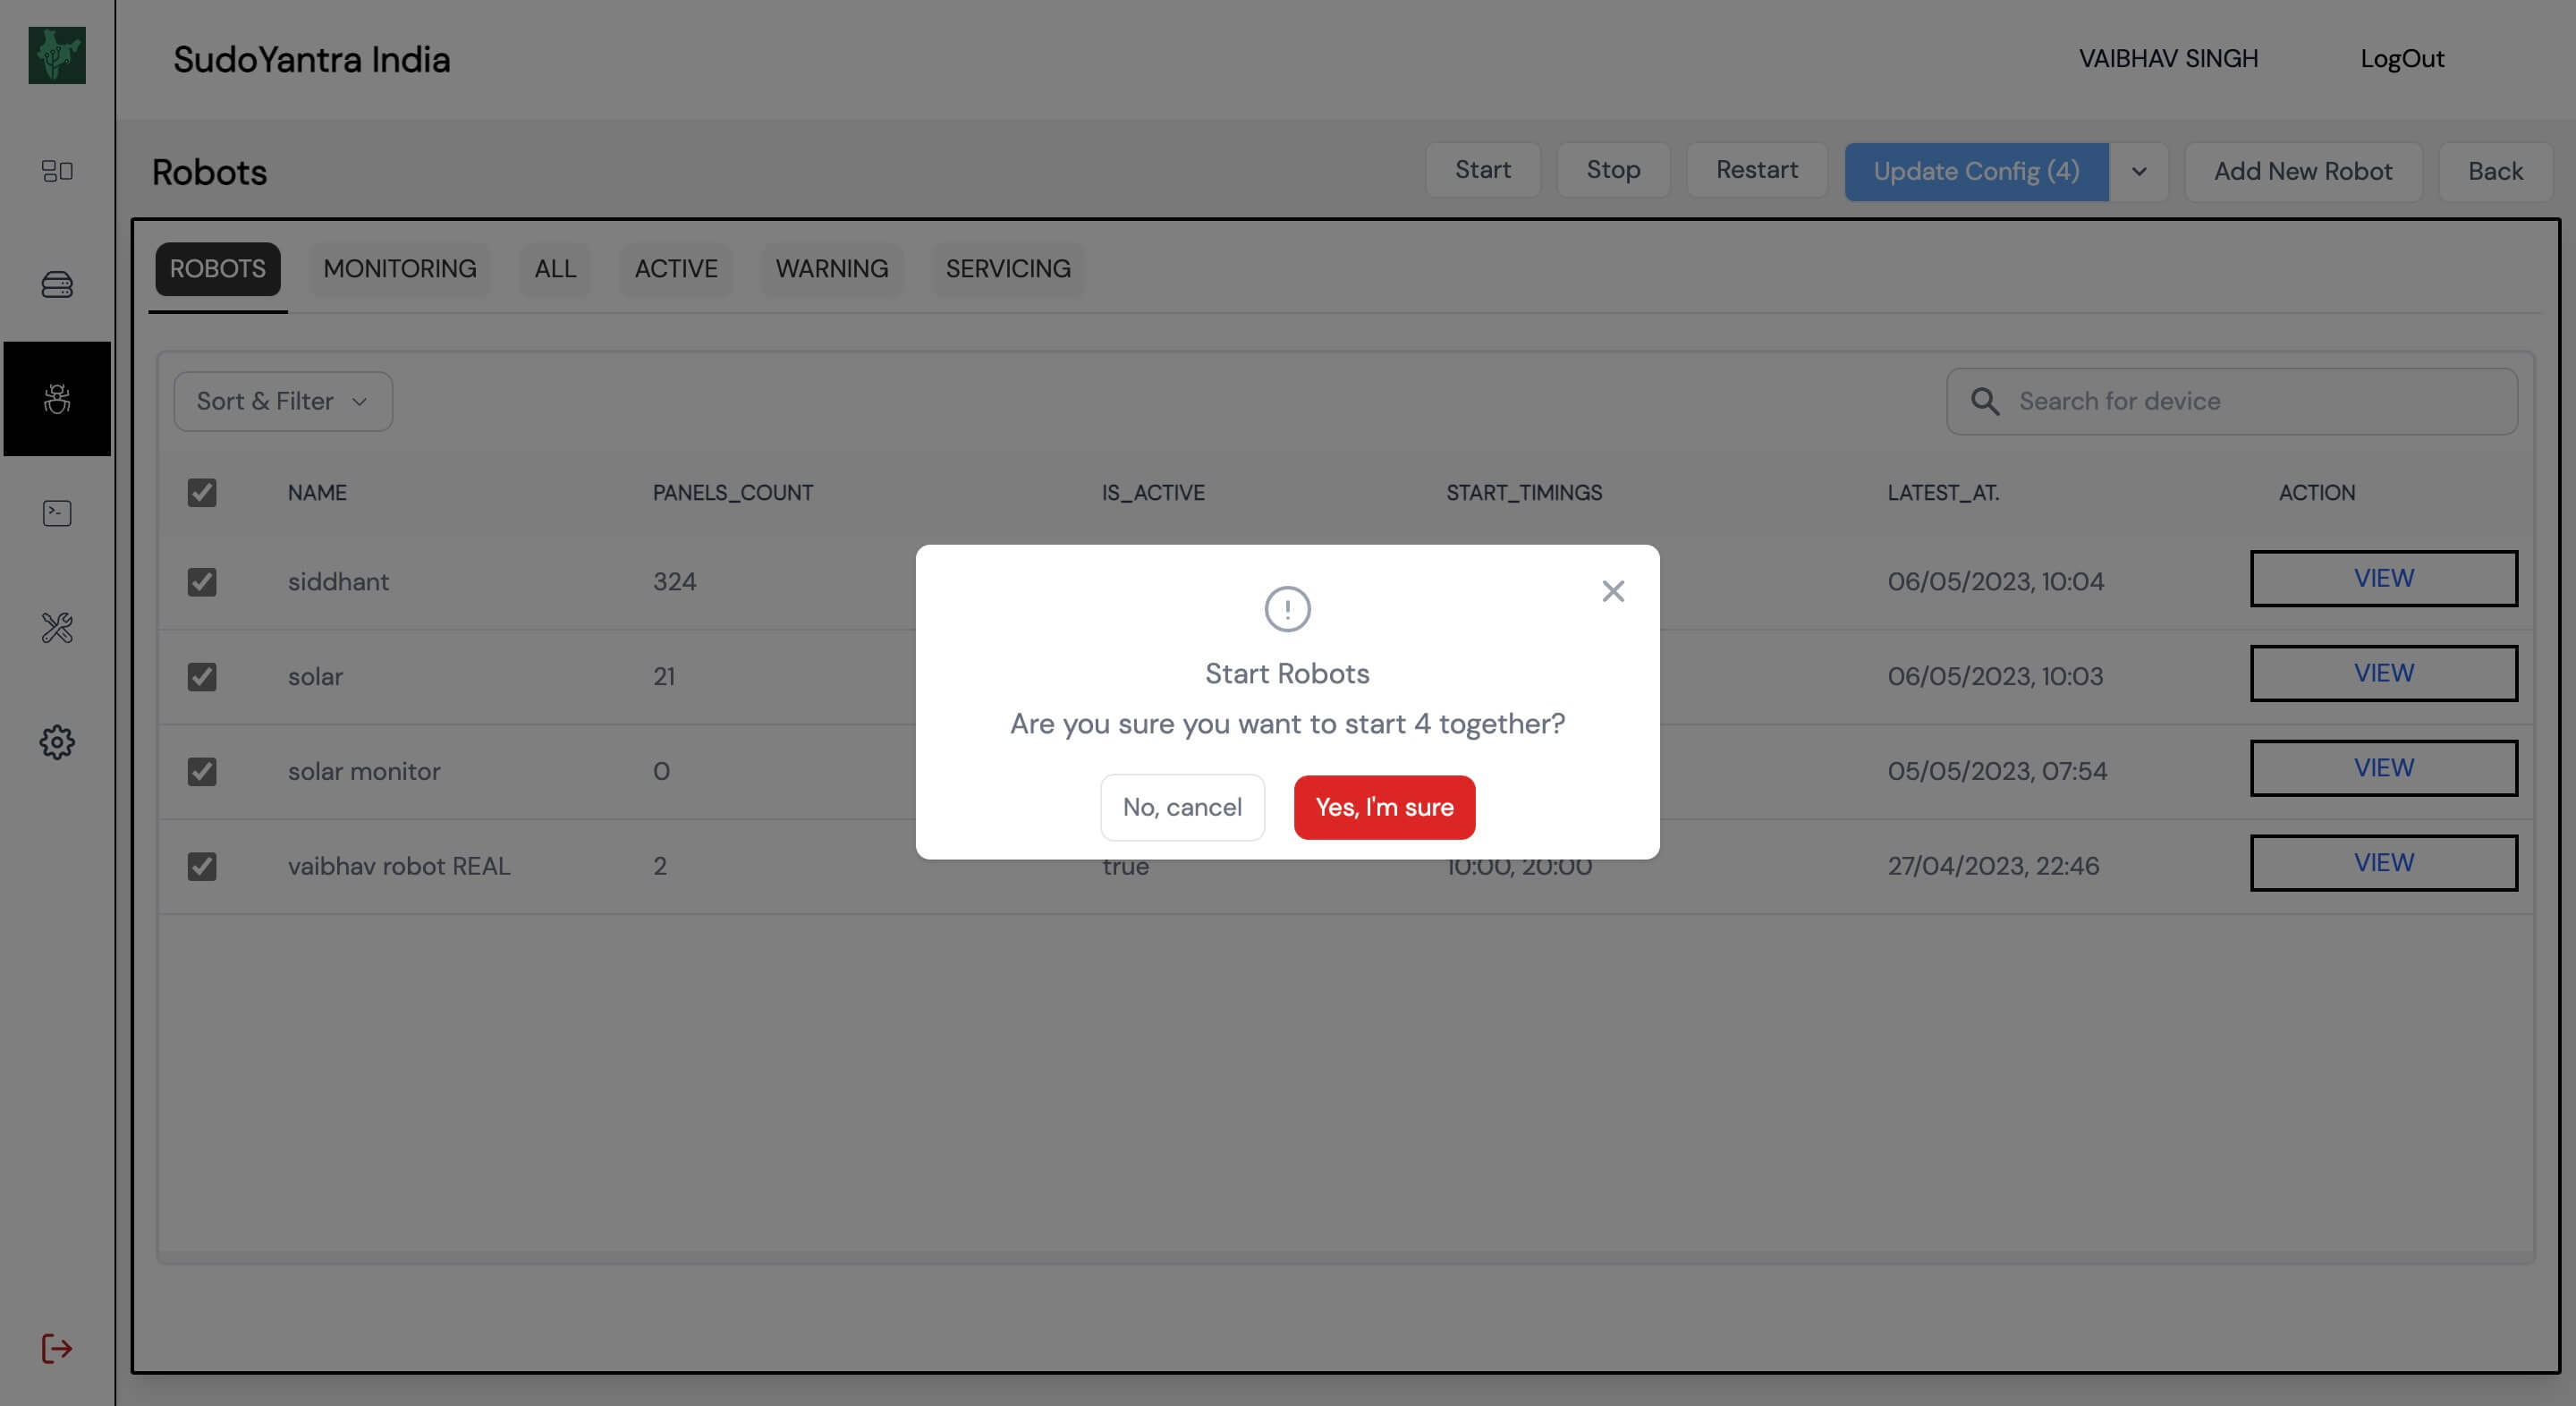 SudoYantra India
VAIBHAV SINGH
LogOut
Robots
Start
Stop
Restart
Update Config (4)
Add New Robot
Back
ROBOTS
MONITORING
ALL
ACTIVE
WARNING
SERVICING
Sort & Filter
Search for device
NAME
PANELS_COUNT
IS_ACTIVE
START_TIMINGS
LATEST_AT.
ACTION
siddhant
324
06/05/2023, 10:04
VIEW
solar
21
06/05/2023, 10:03
VIEW
solar monitor
0
05/05/2023, 07:54
VIEW
vaibhav robot REAL
2
true
10:00, 20:00
27/04/2023, 22:46
VIEW
Start Robots
Are you sure you want to start 4 together?
No, cancel
Yes, I'm sure